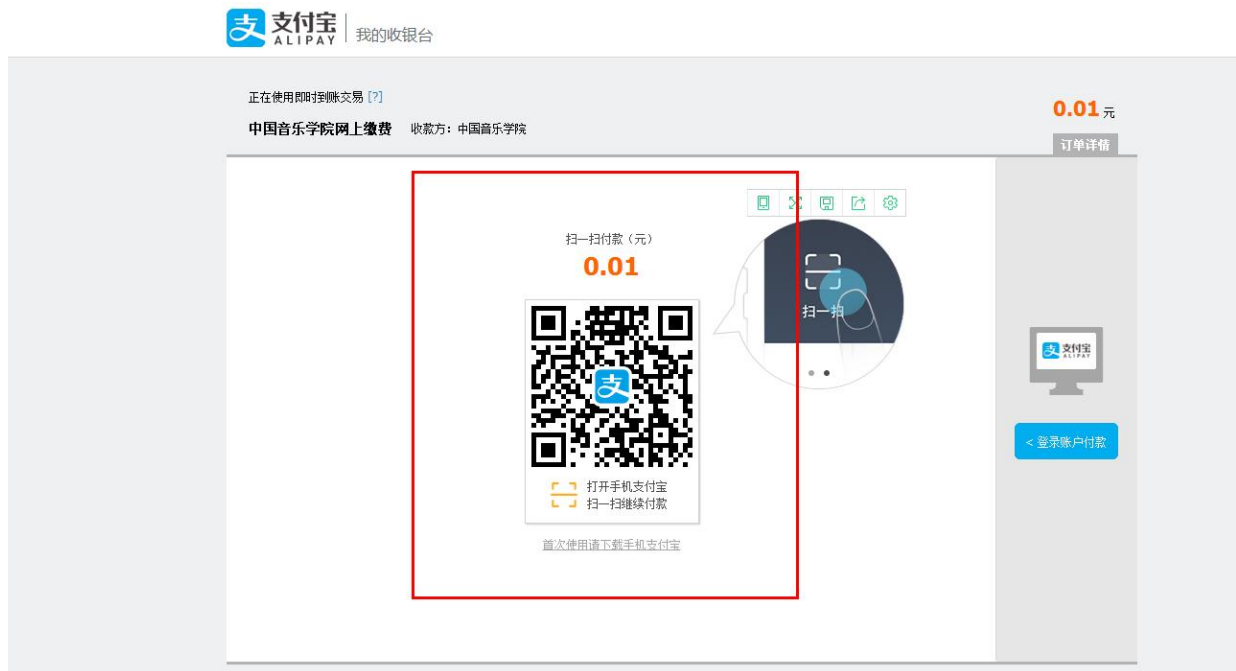 支付宝
ALIPAY
我的收银台
正在使用即时到账交易 [?]
中国音乐学院网上缴费 收款方：中国音乐学院
0.01 元
订单详情
扫一扫付款（元）
0.01
扫一扫
支
打开手机支付宝
扫一扫继续付款
首次使用请下载手机支付宝
支付宝
ALIPAY
< 登录账户付款